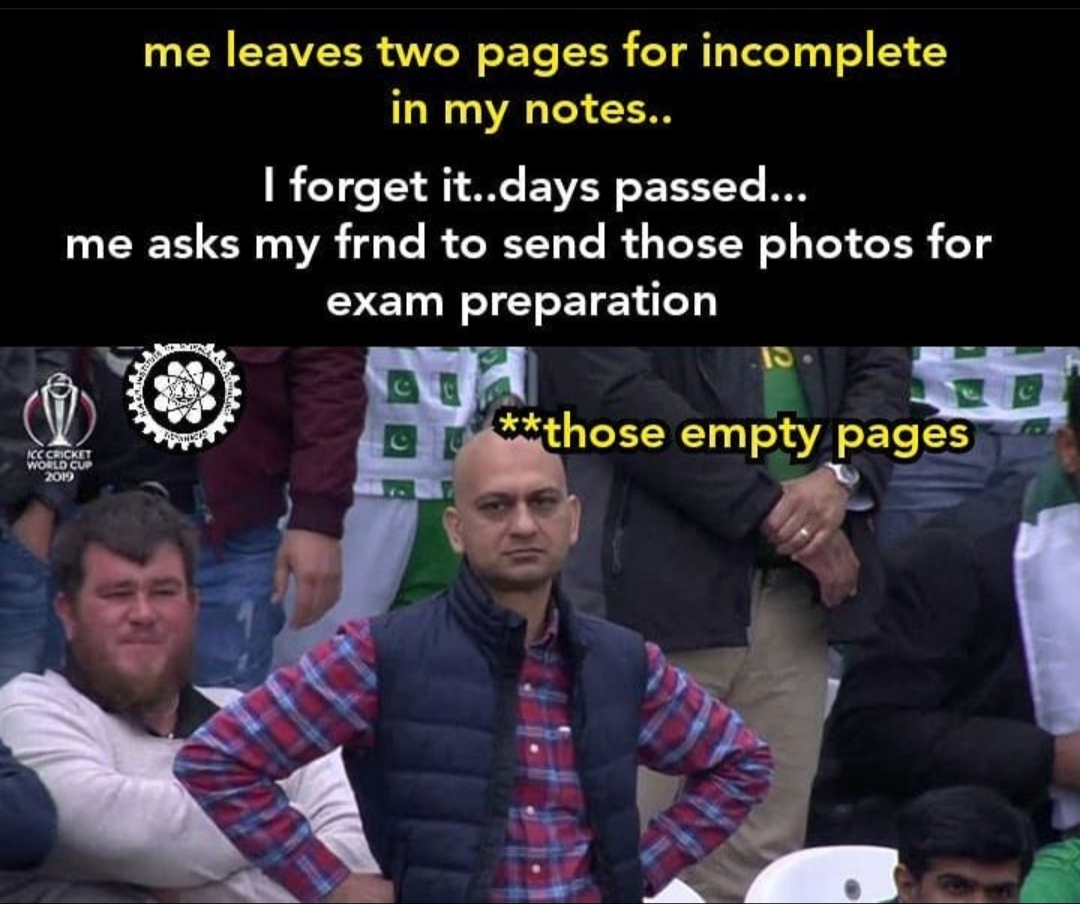 me leaves two pages for incomplete
in my notes..
I forget it..days passed...
me asks my frnd to send those photos for
exam preparation
**those empty pages
ICC CRICKET
WORLD CUP
2019